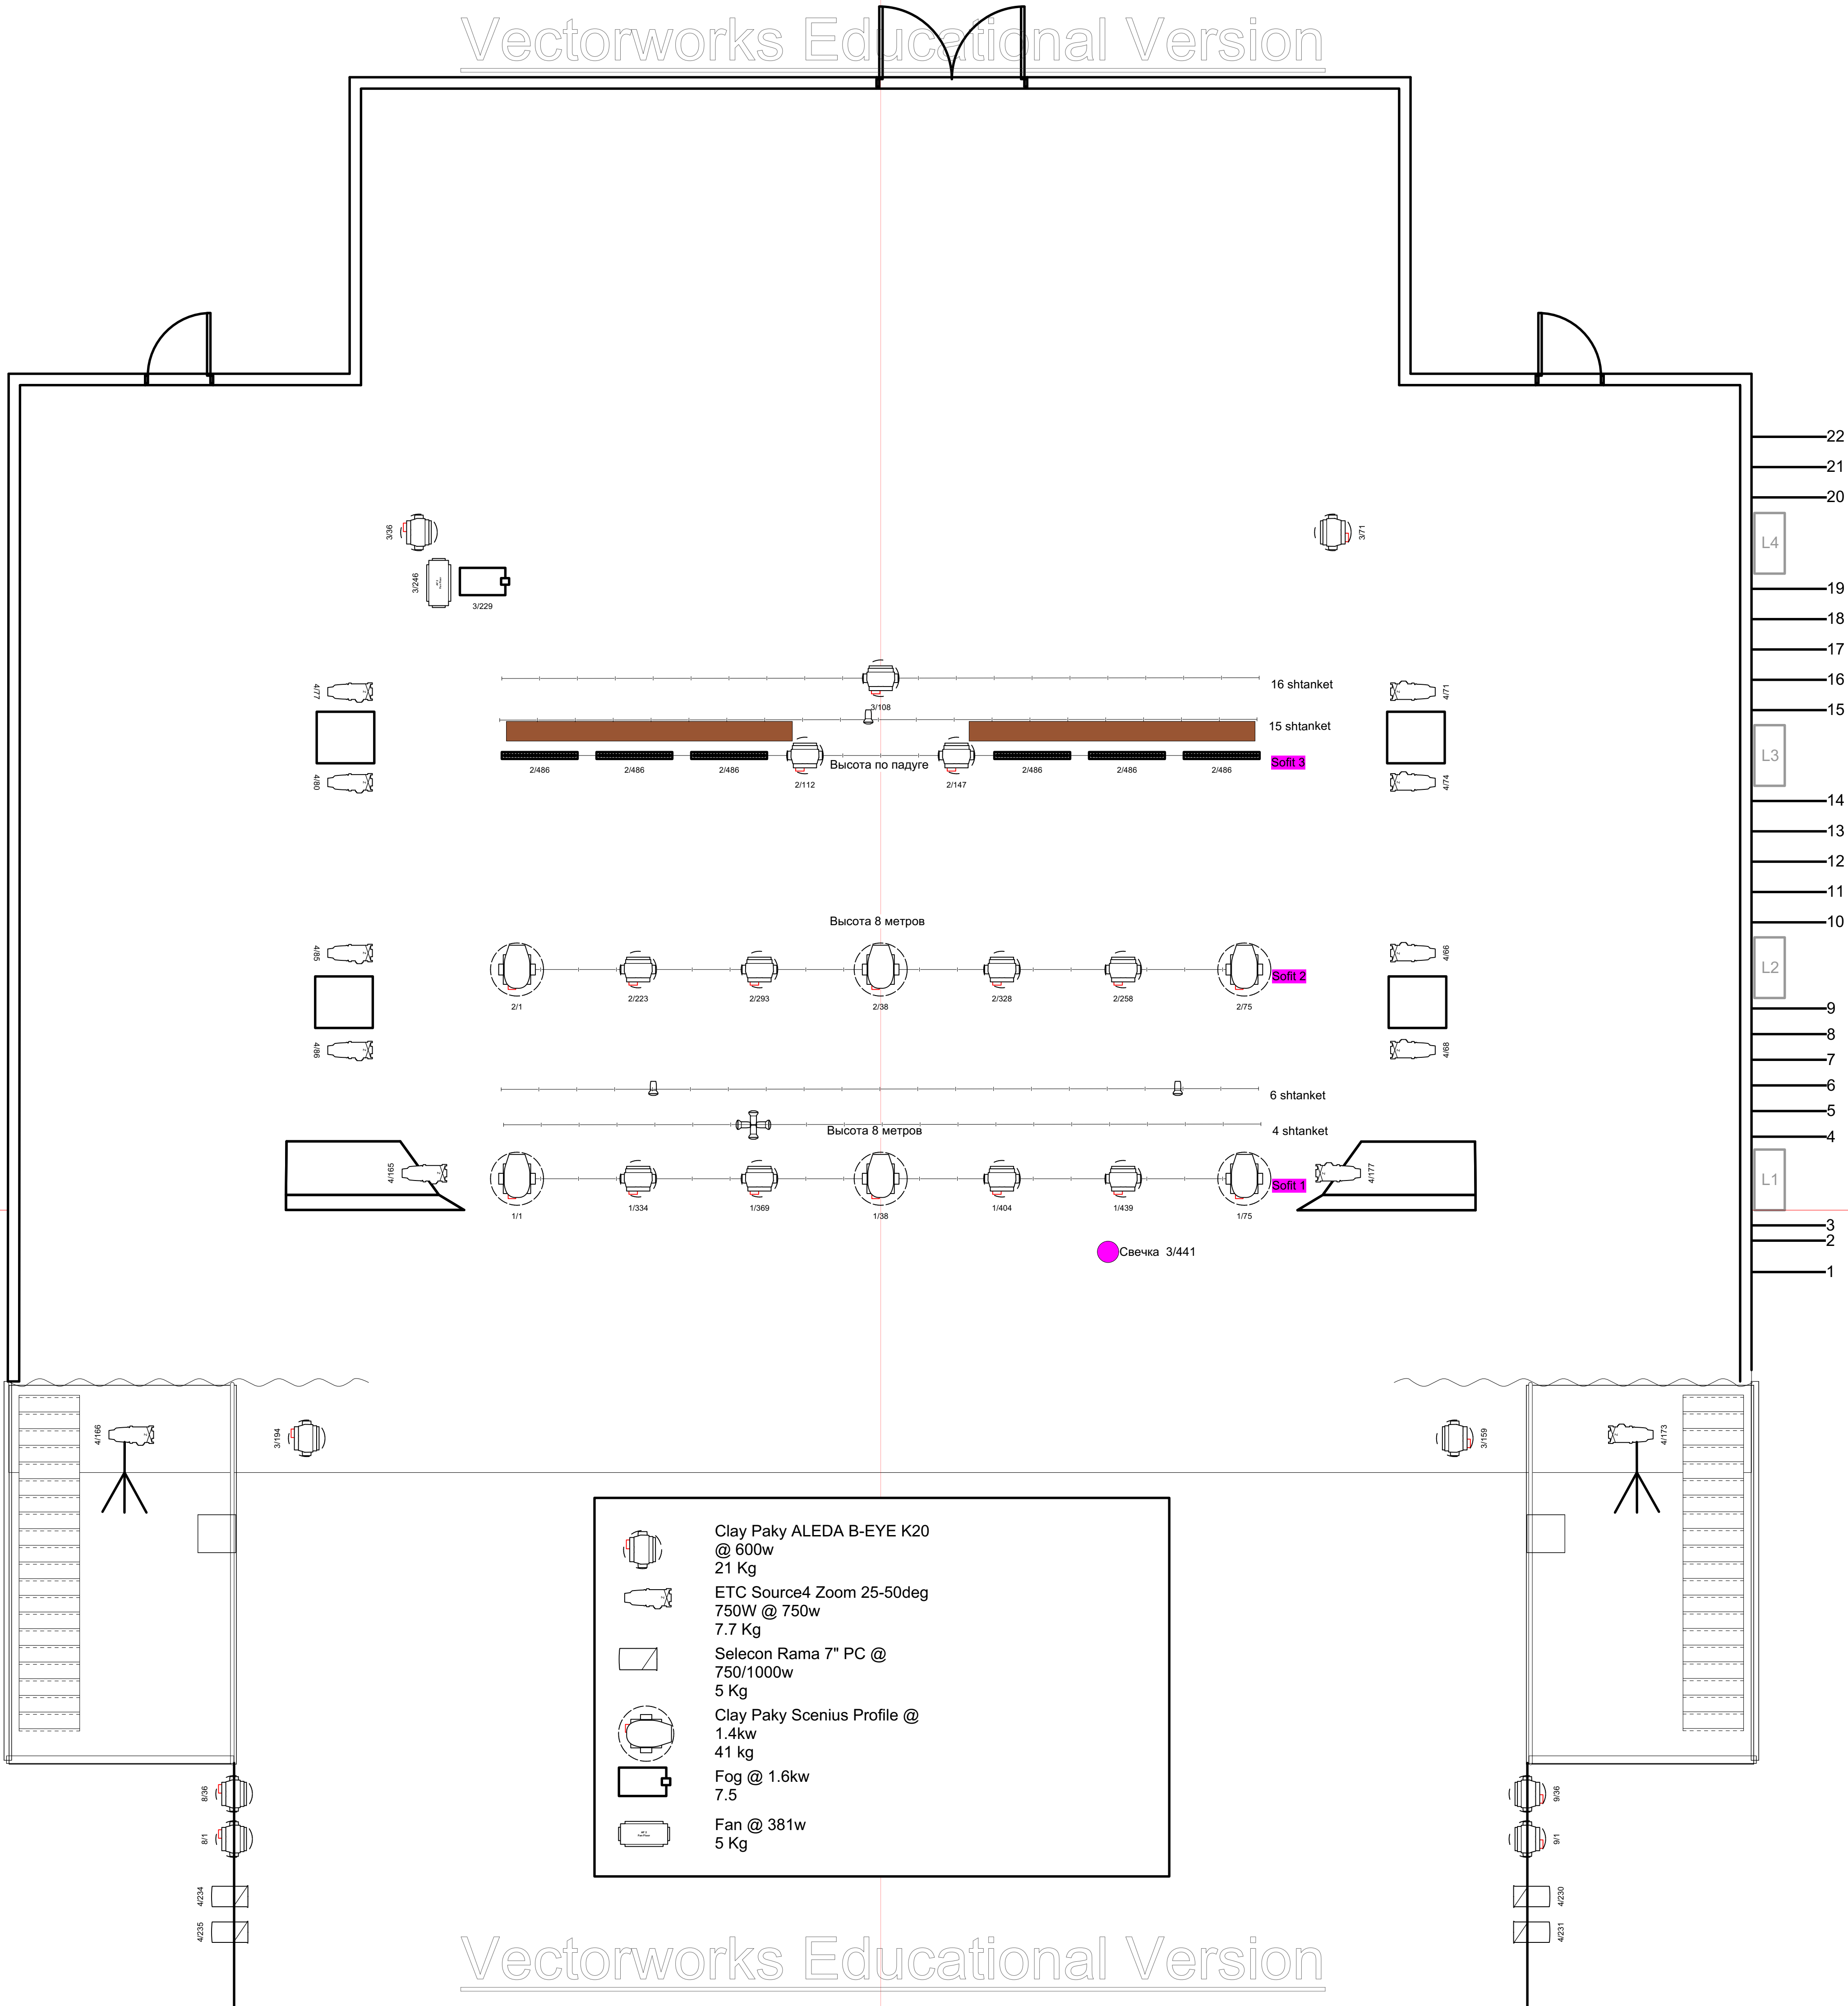 Vectorworks Educational Version
22
21
20
L4
19
18
17
16
15
L3
14
13
12
11
10
L2
9
8
7
6
5
4
L1
3
2
1
3/36
3/71
3/246
3/229
4/77
4/71
16 shtanket
3/108
15 shtanket
4/80
4/74
2/486
2/486
2/486
Высота по падуге
2/486
2/486
2/486
Sofit 3
2/112
2/147
Высота 8 метров
4/85
4/66
Sofit 2
2/1
2/223
2/293
2/38
2/328
2/258
2/75
4/86
4/68
6 shtanket
Высота 8 метров
4 shtanket
4/165
4/177
Sofit 1
1/1
1/334
1/369
1/38
1/404
1/439
1/75
Свечка 3/441
4/166
3/194
3/159
4/173
Clay Paky ALEDA B-EYE K20
@ 600w
21 Kg
ETC Source4 Zoom 25-50deg
750W @ 750w
7.7 Kg
Selecon Rama 7" PC @
750/1000w
5 Kg
Clay Paky Scenius Profile @
1.4kw
41 kg
Fog @ 1.6kw
7.5
Fan @ 381w
5 Kg
8/36
9/36
8/1
9/1
4/234
4/230
4/235
4/231
Vectorworks Educational Version